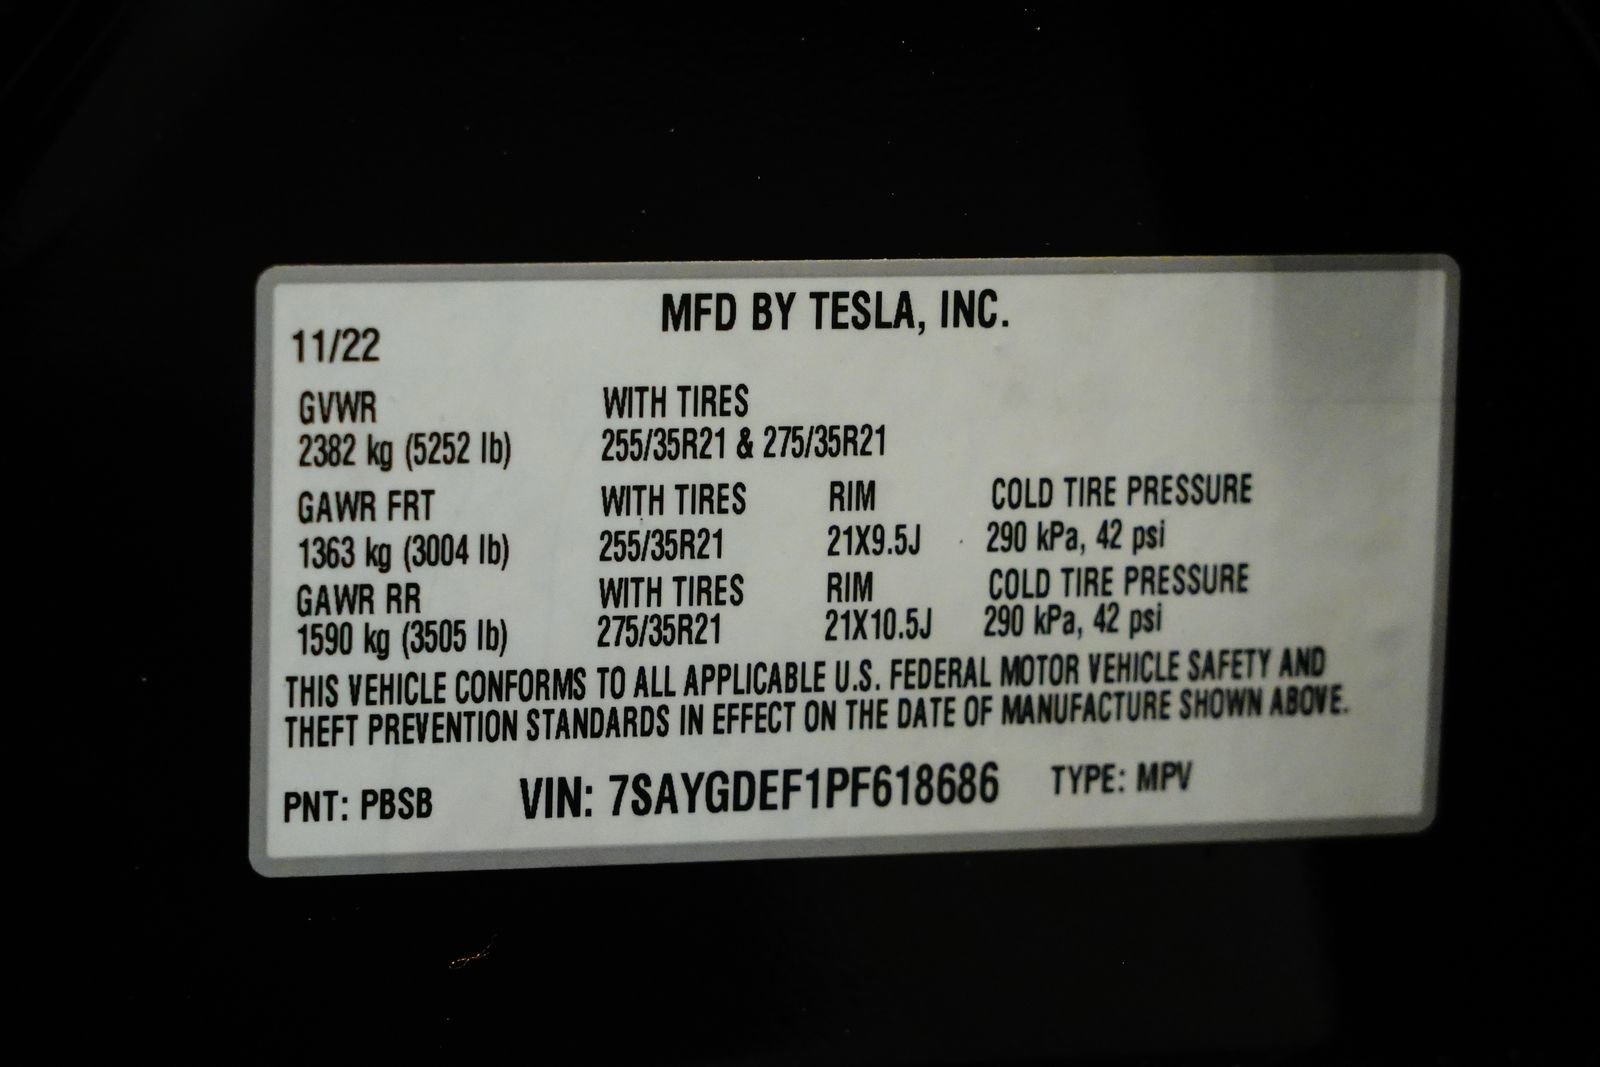 MFD BY TESLA, INC.
11/22
GVWR WITH TIRES
2382 kg (5252 lb) 255/35R21 & 275/35R21
GAWR FRT WITH TIRES RIM COLD TIRE PRESSURE
1363 kg (3004 lb) 255/35R21 21X9.5J 290 kPa, 42 psi
GAWR RR WITH TIRES RIM COLD TIRE PRESSURE
1590 kg (3505 lb) 275/35R21 21X10.5J 290 kPa, 42 psi
THIS VEHICLE CONFORMS TO ALL APPLICABLE U.S. FEDERAL MOTOR VEHICLE SAFETY AND
THEFT PREVENTION STANDARDS IN EFFECT ON THE DATE OF MANUFACTURE SHOWN ABOVE.
PNT: PBSB VIN: 7SAYGDEF1PF618686 TYPE: MPV